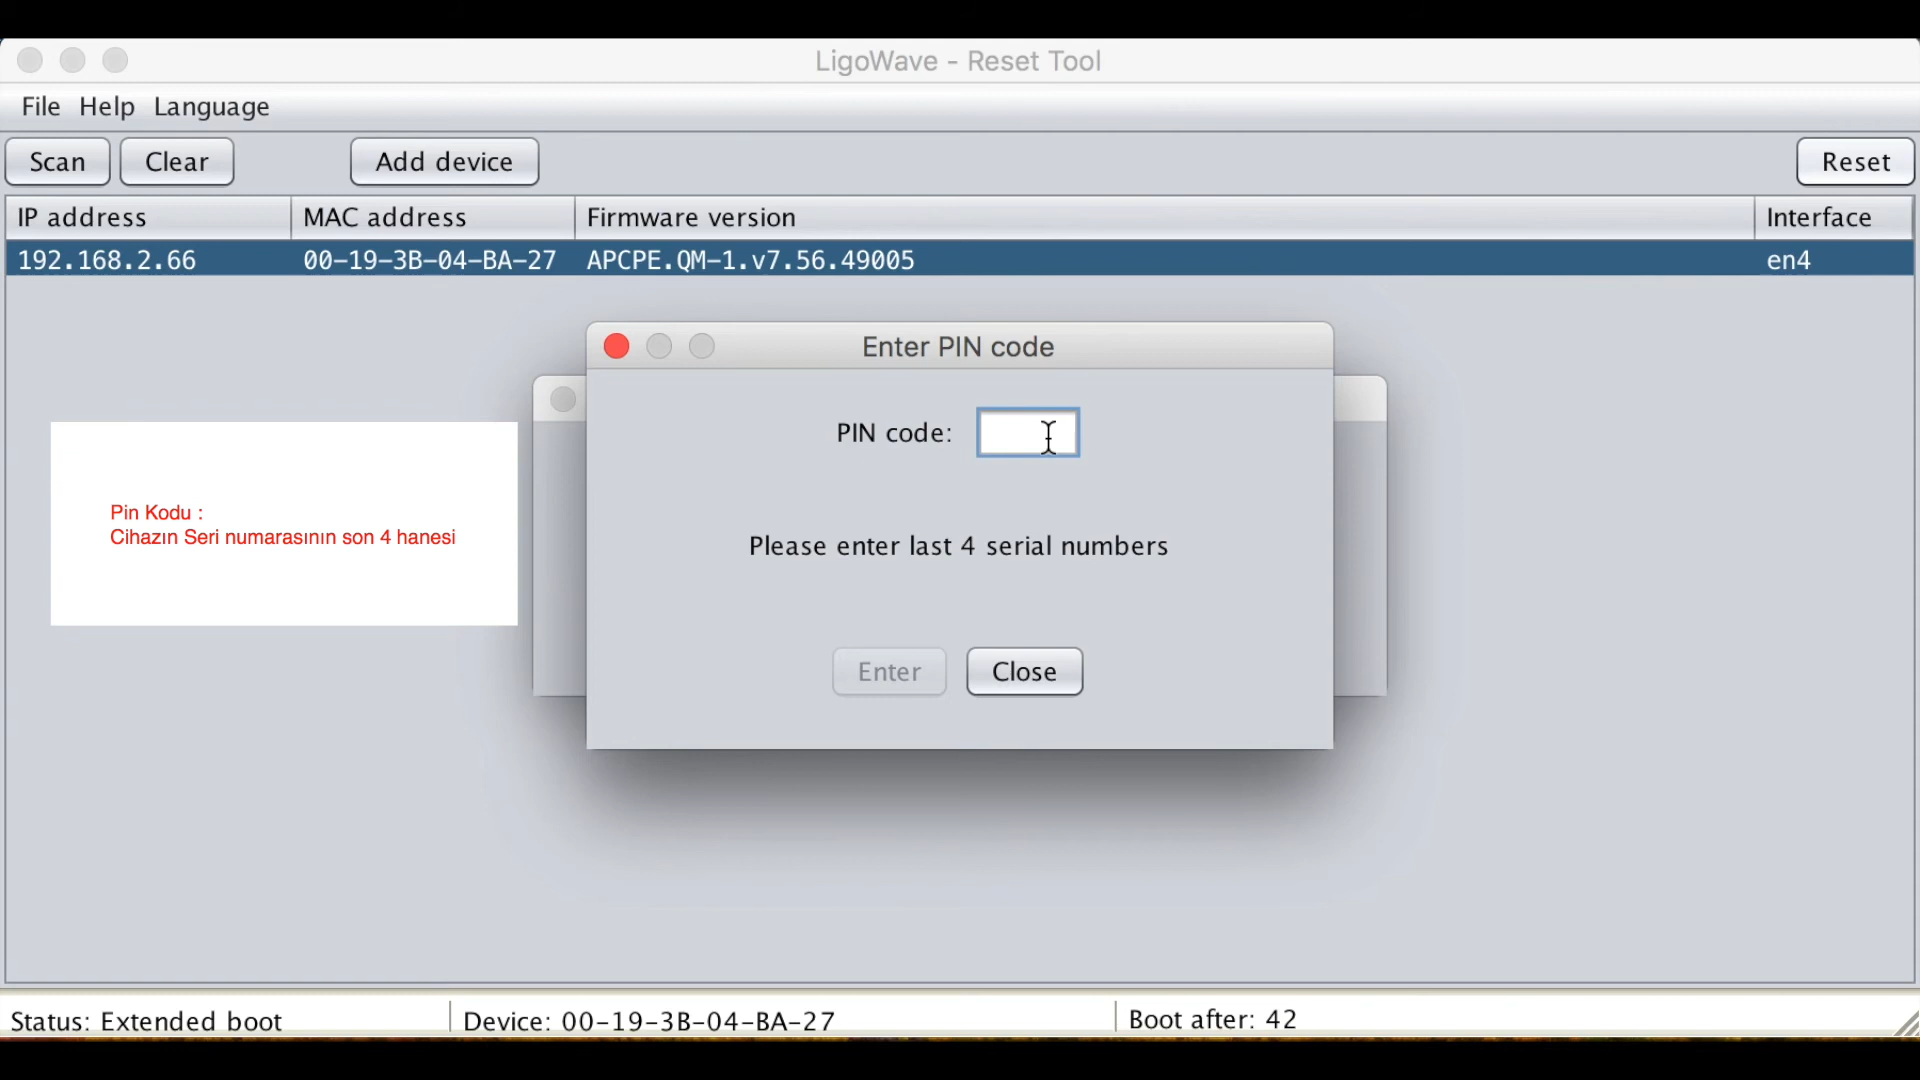 LigoWave - Reset Tool
File Help Language
Scan Clear Add device Reset
IP address MAC address Firmware version Interface
192.168.2.66 00-19-3B-04-BA-27 APCPE.QM-1.v7.56.49005 en4
Enter PIN code
PIN code:
Pin Kodu :
Cihazın Seri numarasının son 4 hanesi
Please enter last 4 serial numbers
Enter Close
Status: Extended boot Device: 00-19-3B-04-BA-27 Boot after: 42